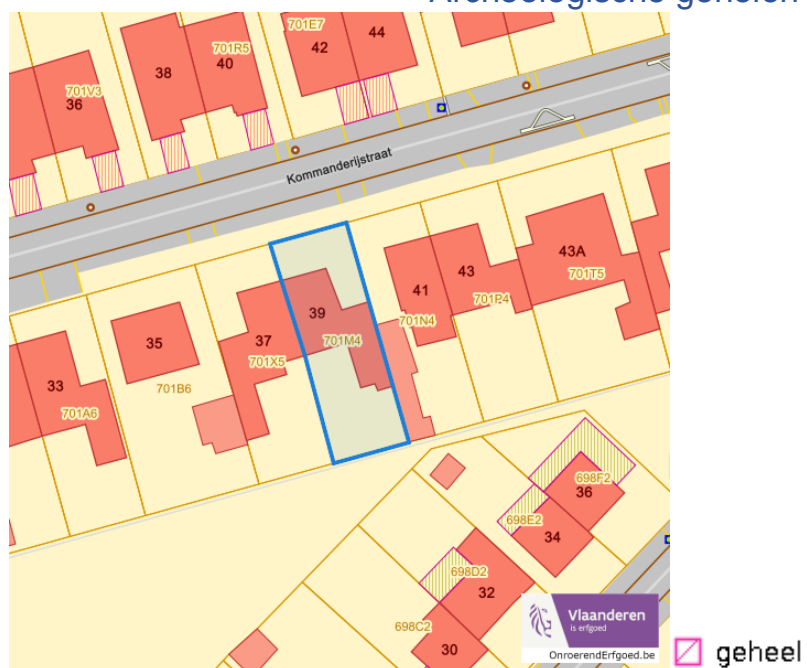 Archeologische gehelen
701E7
44
42
701R5
38
40
701V3
36
Kommanderijstraat
43A
701T5
43
41
701P4
39
701N4
37
701M4
35
701X5
33
701B6
701A6
698F2
36
698E2
34
698D2
32
698C2
30
Vlaanderen
is erfgoed
OnroerendErfgoed.be
geheel